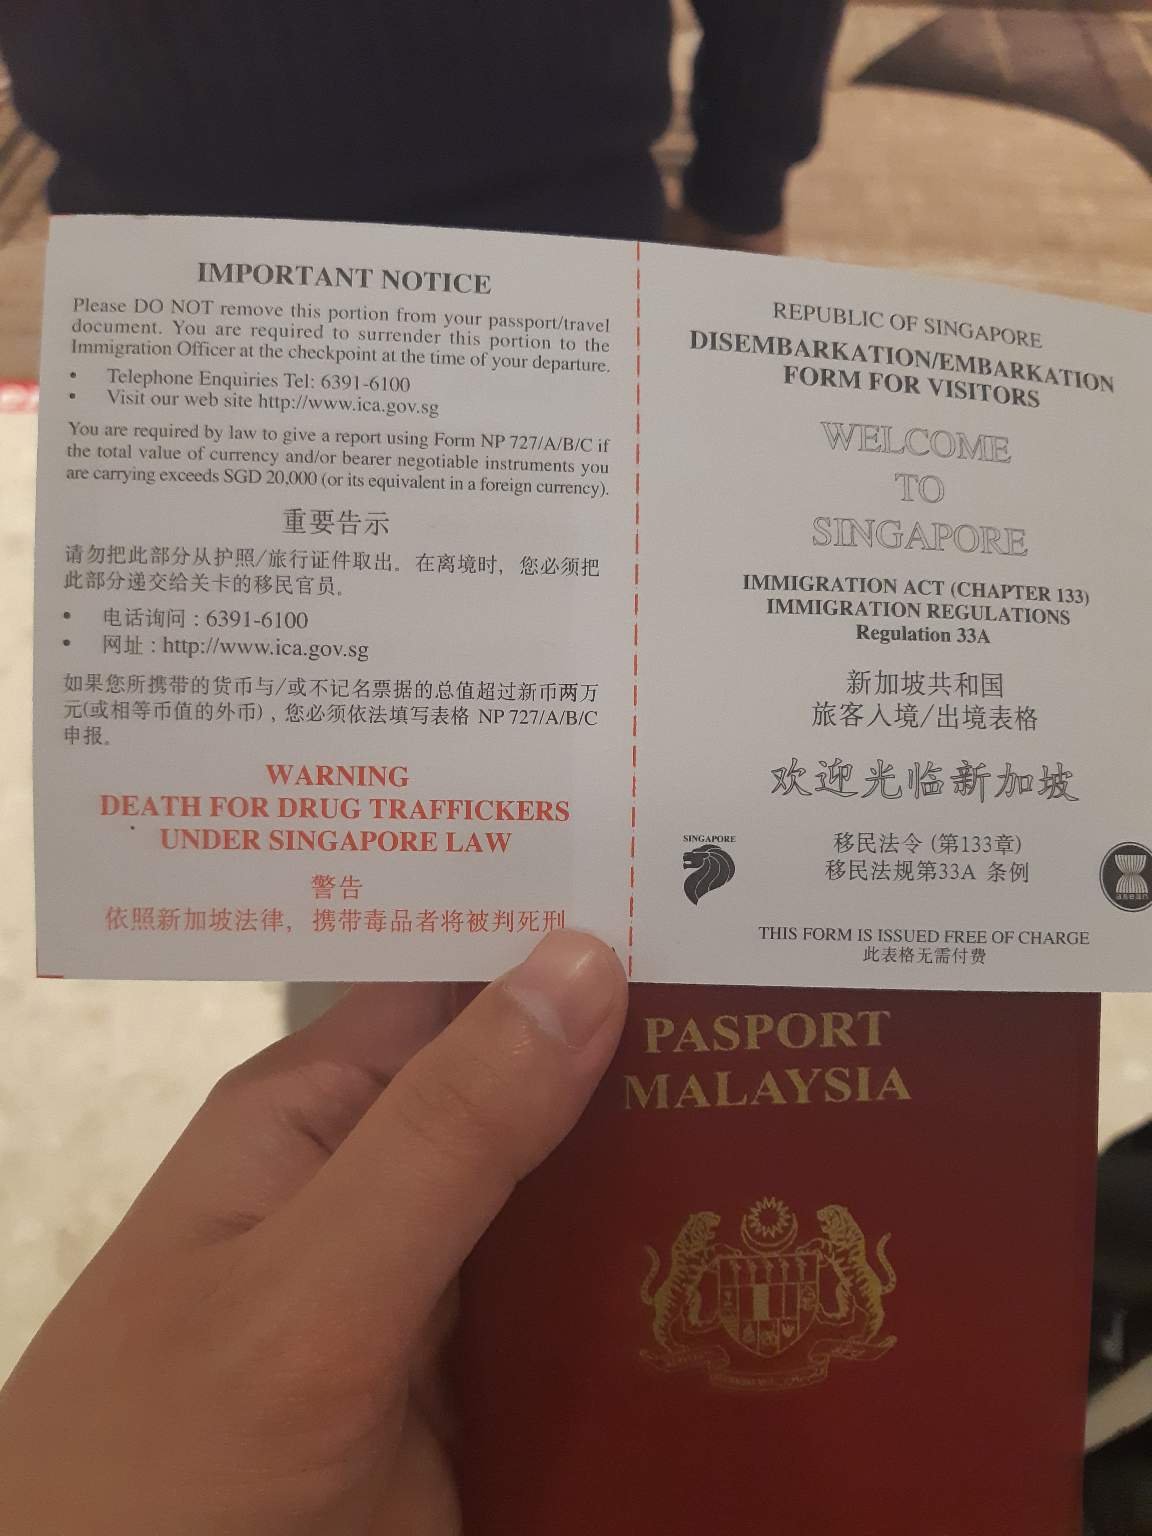 IMPORTANT NOTICE
Please DO NOT remove this portion from your passport/travel
document. You are required to surrender this portion to the
Immigration Officer at the checkpoint at the time of your departure.
• Telephone Enquiries Tel: 6391-6100
• Visit our web site http://www.ica.gov.sg
You are required by law to give a report using Form NP 727/A/B/C if
the total value of currency and/or bearer negotiable instruments you
are carrying exceeds SGD 20,000 (or its equivalent in a foreign currency).
重要告示
请勿把此部分从护照/旅行证件取出。在离境时，您必须把
此部分递交给关卡的移民官员。
• 电话询问 : 6391-6100
• 网址 : http://www.ica.gov.sg
如果您所携带的货币与/或不记名票据的总值超过新币两万
元(或相等币值的外币) , 您必须依法填写表格 NP 727/A/B/C
申报。
WARNING
DEATH FOR DRUG TRAFFICKERS
UNDER SINGAPORE LAW
警告
依照新加坡法律，携带毒品者将被判死刑
REPUBLIC OF SINGAPORE
DISEMBARKATION/EMBARKATION
FORM FOR VISITORS
WELCOME
TO
SINGAPORE
IMMIGRATION ACT (CHAPTER 133)
IMMIGRATION REGULATIONS
Regulation 33A
新加坡共和国
旅客入境/出境表格
欢迎光临新加坡
SINGAPORE
移民法令 (第133章)
移民法规第33A 条例
THIS FORM IS ISSUED FREE OF CHARGE
此表格无需付费
PASPORT
MALAYSIA